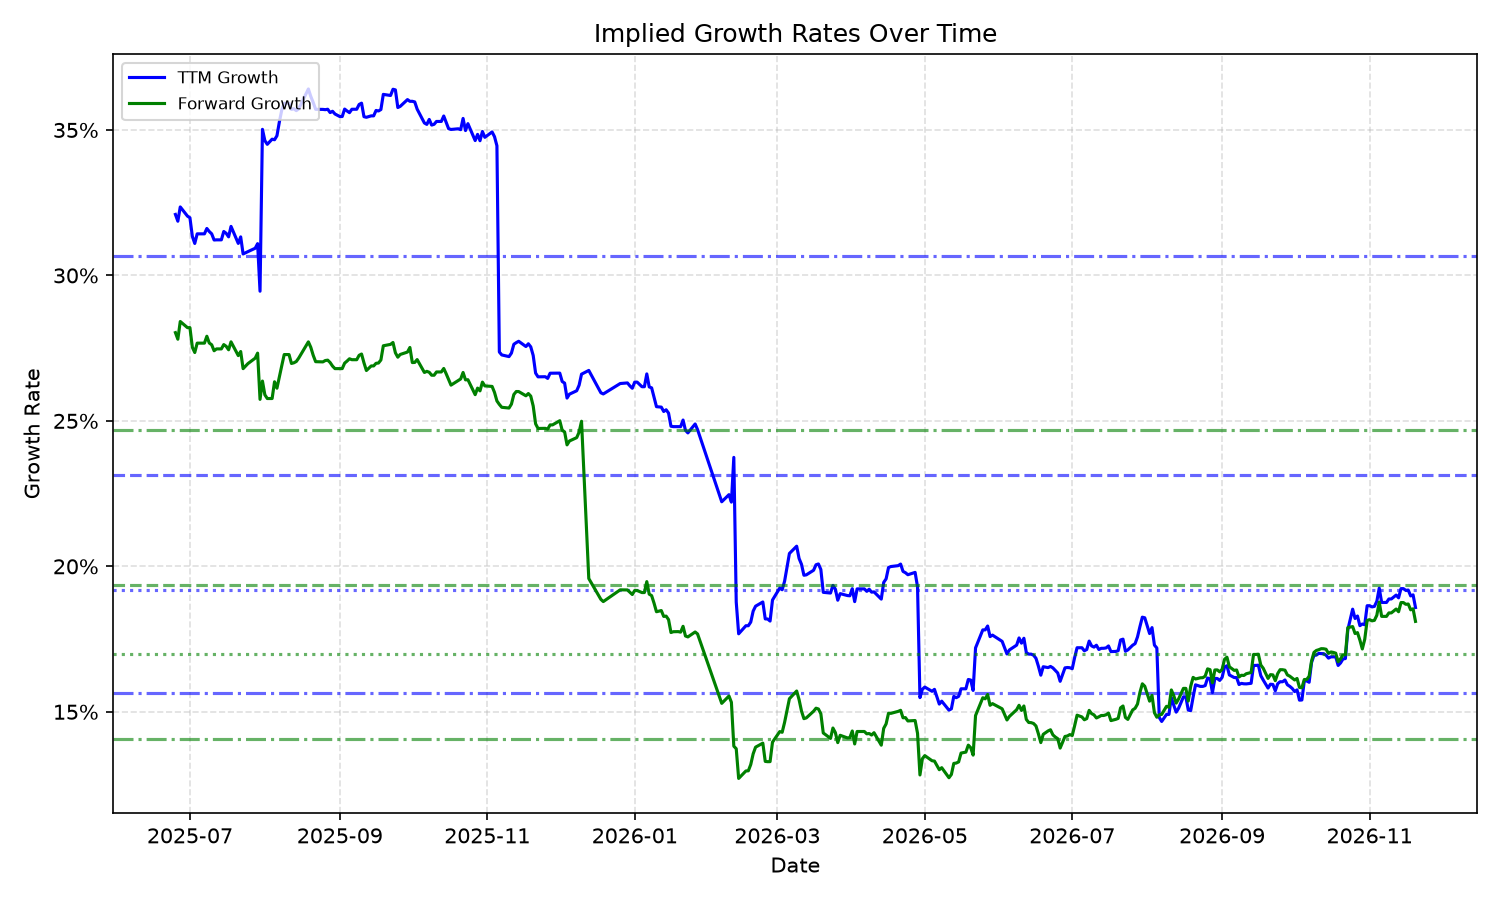 Implied Growth Rates Over Time
TTM Growth
Forward Growth
35%
30%
25%
20%
15%
Growth Rate
2025-07
2025-09
2025-11
2026-01
2026-03
2026-05
2026-07
2026-09
2026-11
Date